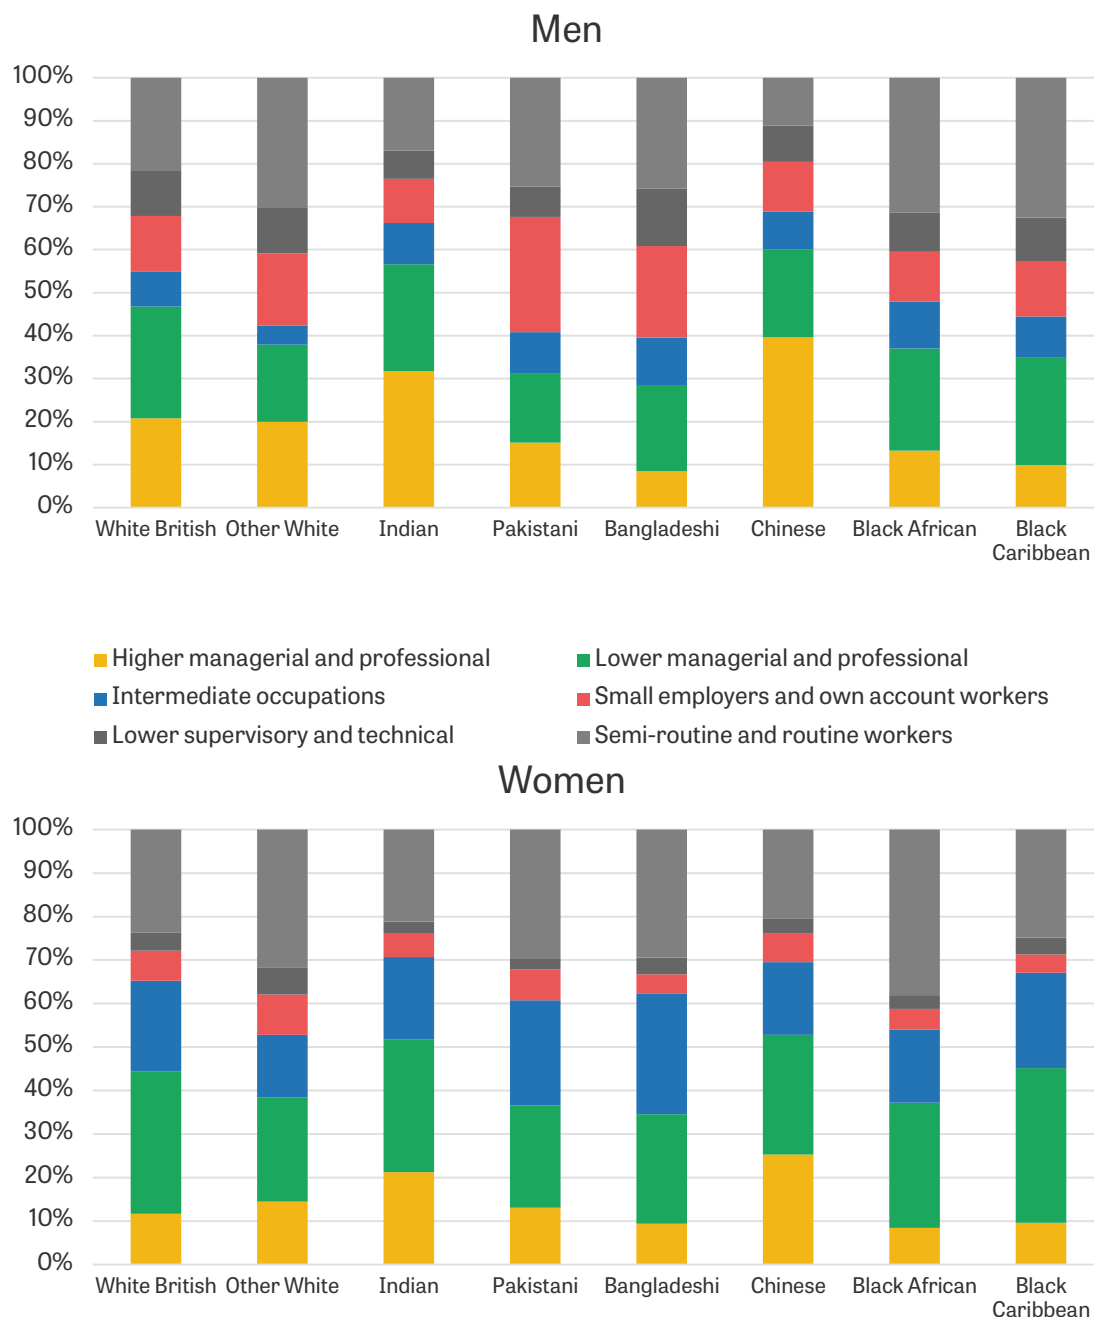 Men
100%
90%
80%
70%
60%
50%
40%
30%
20%
10%
0%
White British Other White Indian Pakistani Bangladeshi Chinese Black African Black
Caribbean
Higher managerial and professional Lower managerial and professional
Intermediate occupations Small employers and own account workers
Lower supervisory and technical Semi-routine and routine workers
Women
100%
90%
80%
70%
60%
50%
40%
30%
20%
10%
0%
White British Other White Indian Pakistani Bangladeshi Chinese Black African Black
Caribbean